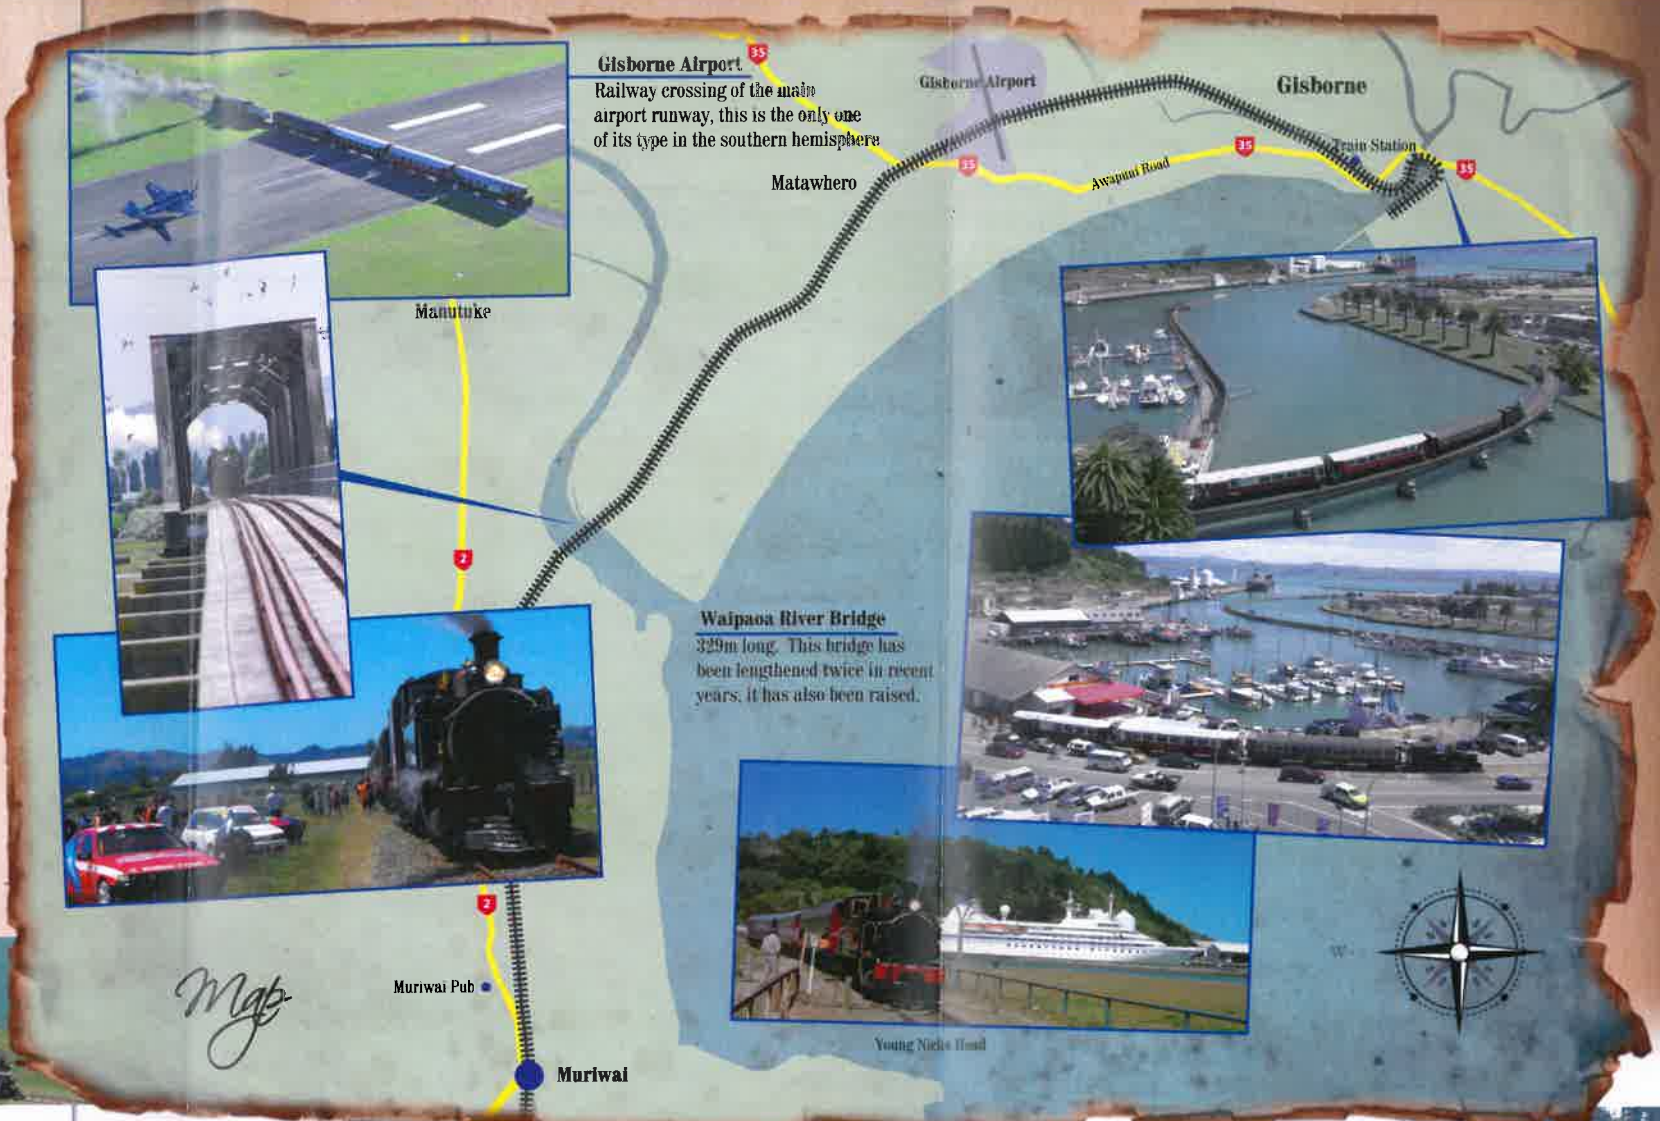 Gisborne Airport
Railway crossing of the main
airport runway, this is the only one
of its type in the southern hemisphere
35
Gisborne Airport
Gisborne
Train Station
35
35
35
Awapuni Road
Matawhero
Manutuke
2
Waipaoa River Bridge
329m long. This bridge has
been lengthened twice in recent
years, it has also been raised.
2
Muriwai Pub
Map
Muriwai
Young Nicks Head
W